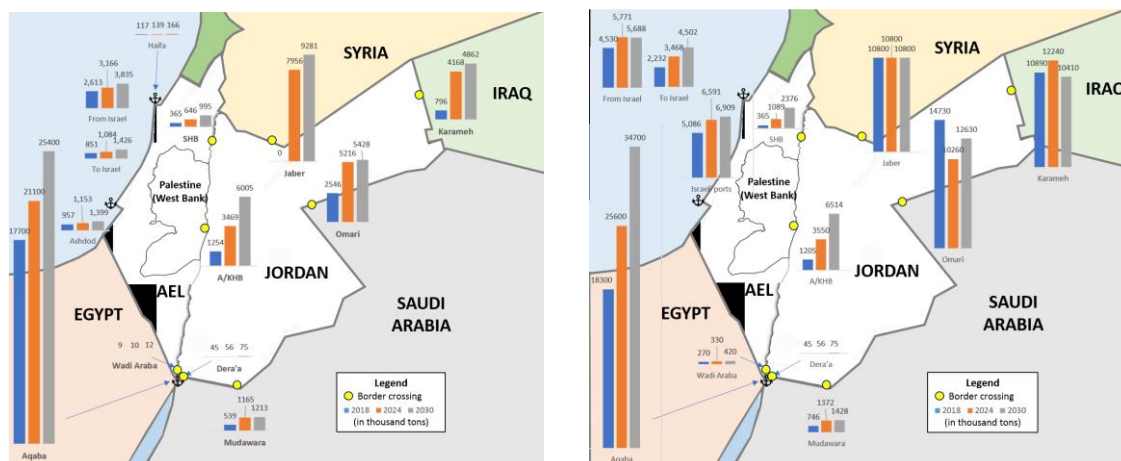 117 139 166
Haifa
3,166
3,835
2,613
From Israel
1,084
1,426
851
To Israel
25400
21100
17700
Aqaba
1,153
1,399
957
Ashdod
SYRIA
9281
7956
0
Jaber
4862
4168
796
Karameh
IRAQ
995
646
365
SHB
5428
5216
2546
Omari
Palestine
(West Bank)
6005
3469
1254
A/KHB
JORDAN
AEL
EGYPT
SAUDI
ARABIA
9 10 12
Wadi Araba
45 56 75
Dera'a
1165
1213
539
Mudawara
Legend
Border crossing
2018 2024 2030
(in thousand tons)
5,771
5,688
4,530
From Israel
4,502
3,468
2,232
To Israel
6,591
6,909
5,086
Israeli ports
34700
25600
18300
Aqaba
SYRIA
10800
10800 10800
Jaber
12240
10890
10410
Karameh
IRAQ
2376
1089
365
SHB
14730
12630
10260
Omari
Palestine
(West Bank)
6514
3550
1205
A/KHB
JORDAN
AEL
EGYPT
SAUDI
ARABIA
330
270 420
Wadi Araba
45 56 75
Dera'a
1372
1428
746
Mudawara
Legend
Border crossing
2018 2024 2030
(in thousand tons)